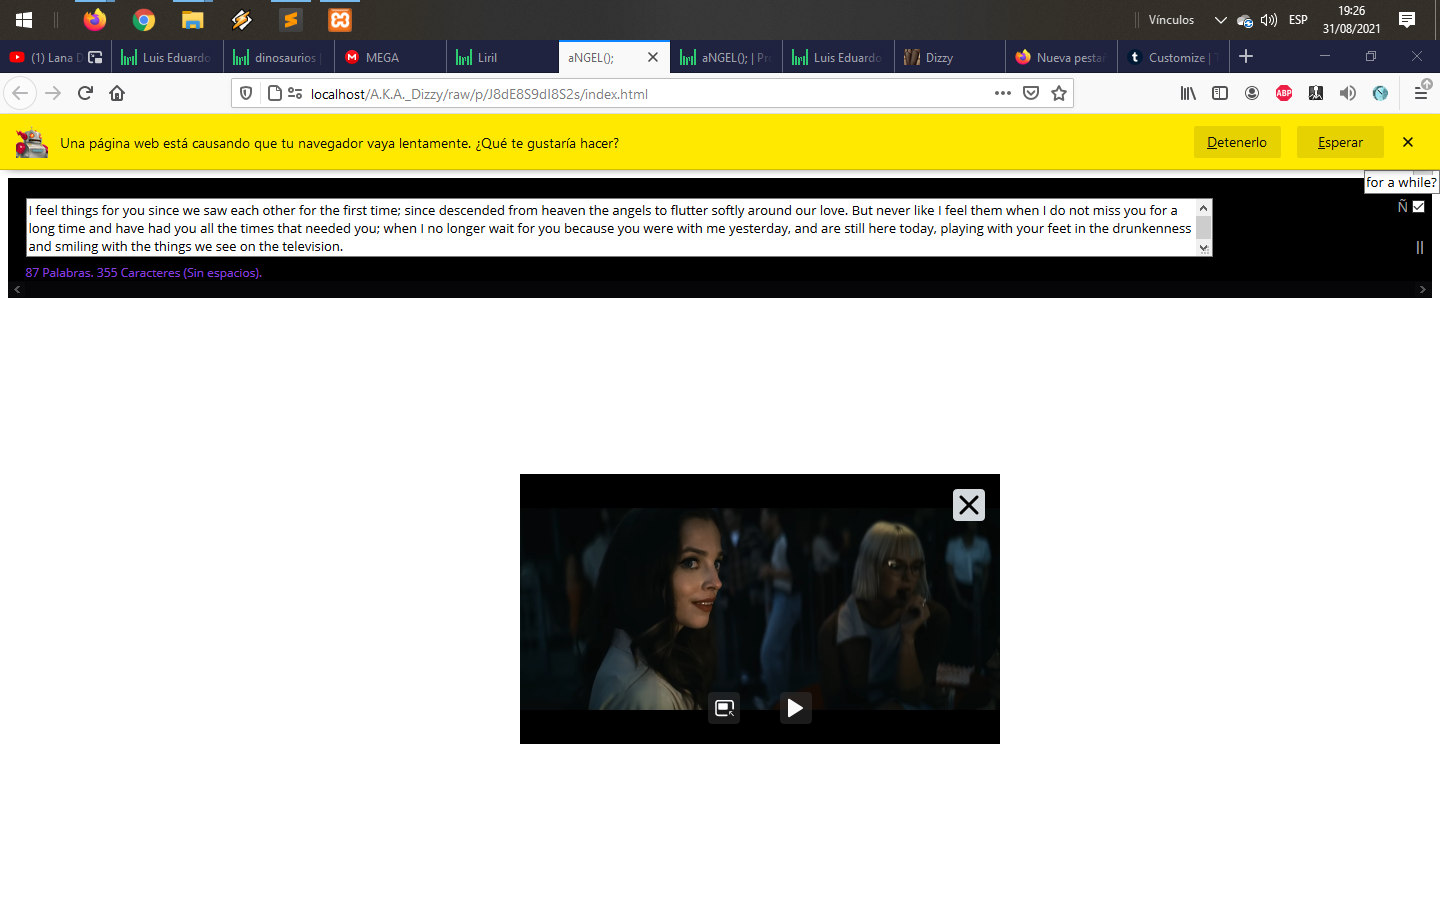 Vínculos
ESP
19:26
31/08/2021
(1) Lana D
Luis Eduardo
dinosaurios |
MEGA
Liril
aNGEL();
aNGEL(); | Pr
Luis Eduardo
Dizzy
Nueva pestañ
Customize | T
localhost/A.K.A._Dizzy/raw/p/J8dE8S9dI8S2s/index.html
ABP
Una página web está causando que tu navegador vaya lentamente. ¿Qué te gustaría hacer?
Detenerlo
Esperar
for a while?
I feel things for you since we saw each other for the first time; since descended from heaven the angels to flutter softly around our love. But never like I feel them when I do not miss you for a
long time and have had you all the times that needed you; when I no longer wait for you because you were with me yesterday, and are still here today, playing with your feet in the drunkenness
and smiling with the things we see on the television.
Ñ
||
87 Palabras. 355 Caracteres (Sin espacios).